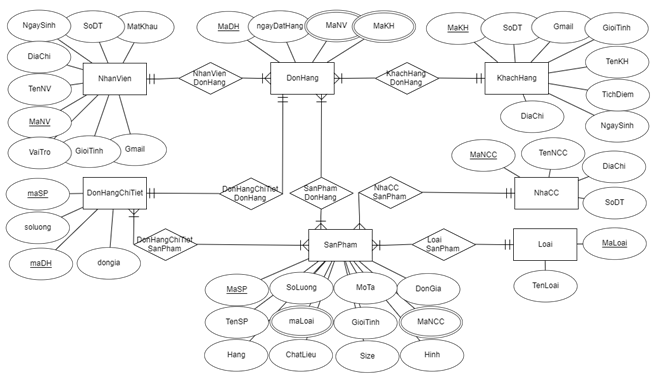 NgaySinh
SoDT
MatKhau
DiaChi
TenNV
MaNV
VaiTro
GioiTinh
Gmail
NhanVien
NhanVien
DonHang
MaDH
ngayDatHang
MaNV
MaKH
DonHang
KhachHang
DonHang
MaKH
SoDT
Gmail
GioiTinh
TenKH
TichDiem
NgaySinh
DiaChi
KhachHang
maSP
soluong
maDH
dongia
DonHangChiTiet
DonHangChiTiet
DonHang
SanPham
DonHang
NhaCC
SanPham
MaNCC
TenNCC
DiaChi
SoDT
NhaCC
DonHangChiTiet
SanPham
SanPham
Loai
SanPham
Loai
MaLoai
TenLoai
MaSP
SoLuong
MoTa
DonGia
TenSP
maLoai
GioiTinh
MaNCC
Hang
ChatLieu
Size
Hinh